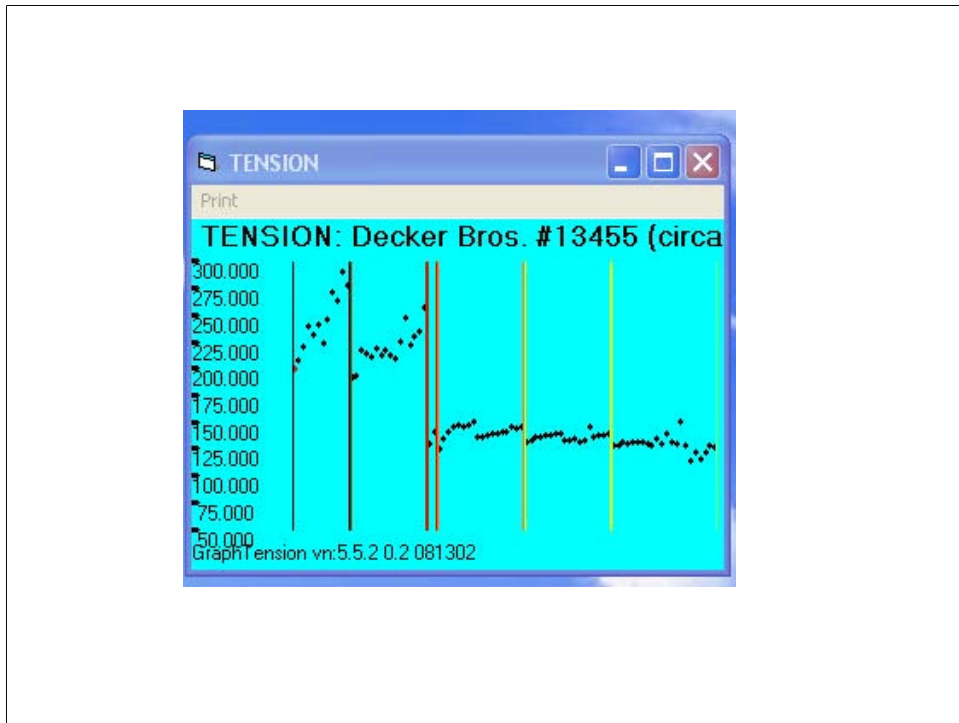 TENSION
Print
TENSION: Decker Bros. #13455 (circa
300.000
275.000
250.000
225.000
200.000
175.000
150.000
125.000
100.000
75.000
50.000
GraphTension vn:5.5.2 0.2 081302